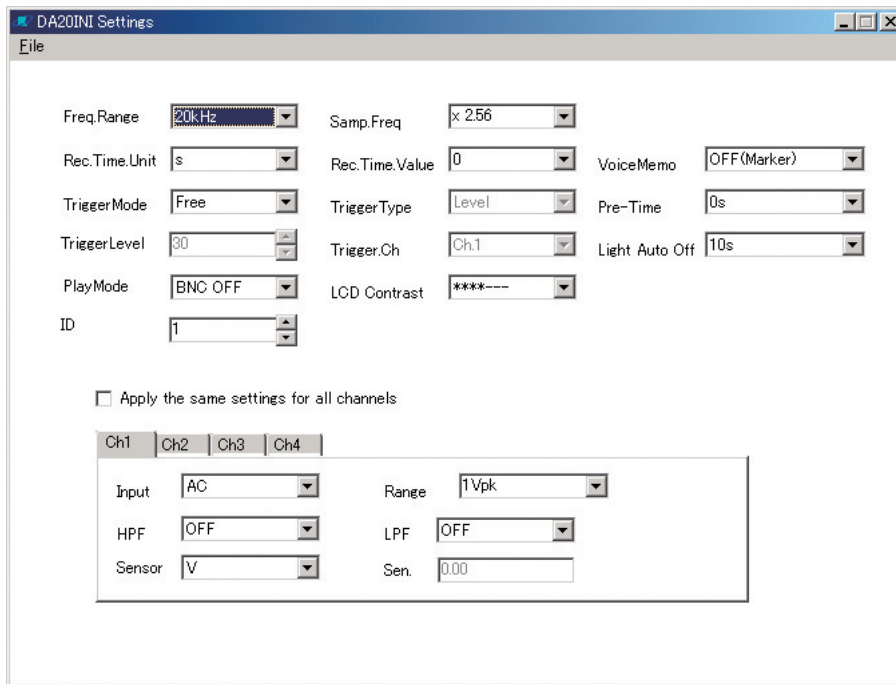 DA20INI Settings
File
Freq.Range 20kHz Samp.Freq x 2.56
Rec.Time.Unit s Rec.Time.Value 0 VoiceMemo OFF(Marker)
TriggerMode Free TriggerType Level Pre-Time 0s
TriggerLevel 30 Trigger.Ch Ch.1 Light Auto Off 10s
PlayMode BNC OFF LCD Contrast ****---
ID 1
Apply the same settings for all channels
Ch1 Ch2 Ch3 Ch4
Input AC Range 1Vpk
HPF OFF LPF OFF
Sensor V Sen. 0.00